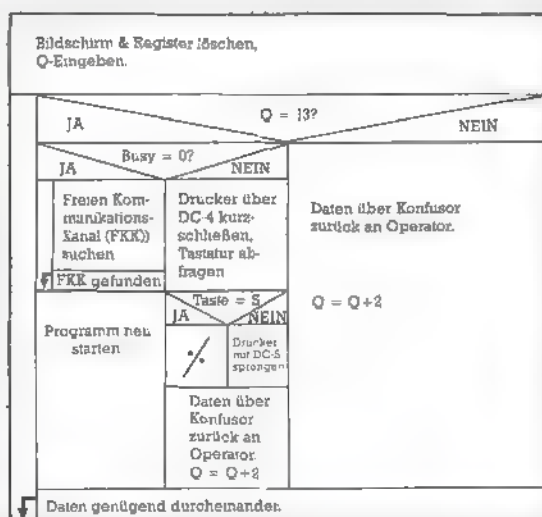 Bildschirm & Register löschen,
Q-Eingeben.
Q = 13?
JA
NEIN
Busy = 0?
JA
NEIN
Freien Kom-
munikations-
Kanal (FKK))
suchen
FKK gefunden
Drucker über
DC-4 kurz-
schließen,
Tastatur ab-
fragen
Daten über Konfusor
zurück an Operator.
Q = Q+2
Programm neu
starten
Taste = S
JA
NEIN
Drucker
mit DC-5
sprengen
Daten über
Konfusor
zurück an
Operator.
Q = Q+2
Daten genügend durcheinander.